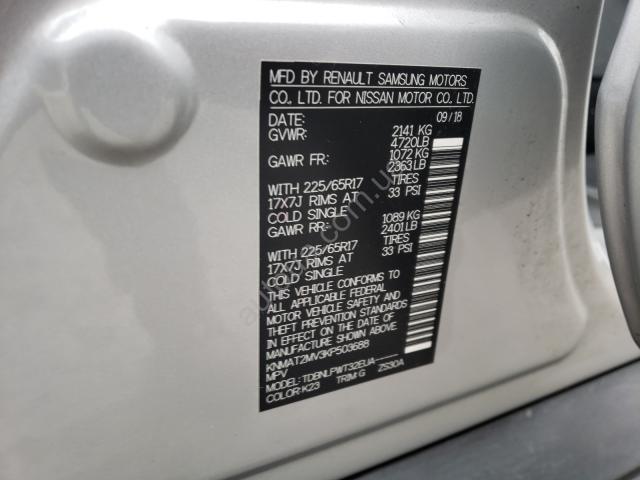 MFD BY RENAULT SAMSUNG MOTORS
CO., LTD. FOR NISSAN MOTOR CO., LTD.
DATE: 09/18
GVWR: 2141 KG
4720LB
GAWR FR: 1072 KG
2363LB
WITH 225/65R17 TIRES
17X7J RIMS AT 33 PSI
COLD SINGLE
GAWR RR: 1089 KG
2401LB
WITH 225/65R17 TIRES
17X7J RIMS AT 33 PSI
COLD SINGLE
THIS VEHICLE CONFORMS TO
ALL APPLICABLE FEDERAL
MOTOR VEHICLE SAFETY AND
THEFT PREVENTION STANDARDS
IN EFFECT ON THE DATE OF
MANUFACTURE SHOWN ABOVE
KNMAT2MV3KP503688
MPV
MODEL: TDBNLPWT32EUA-----
COLOR:K23 TRIM:G ZS30A